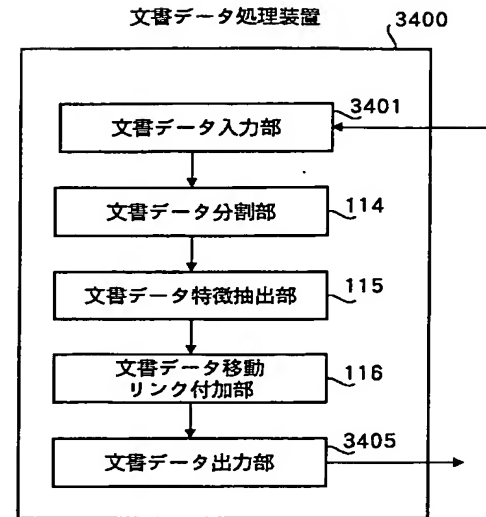 文書データ処理装置
3400
3401
文書データ入力部
文書データ分割部
114
文書データ特徴抽出部
115
文書データ移動
リンク付加部
116
3405
文書データ出力部